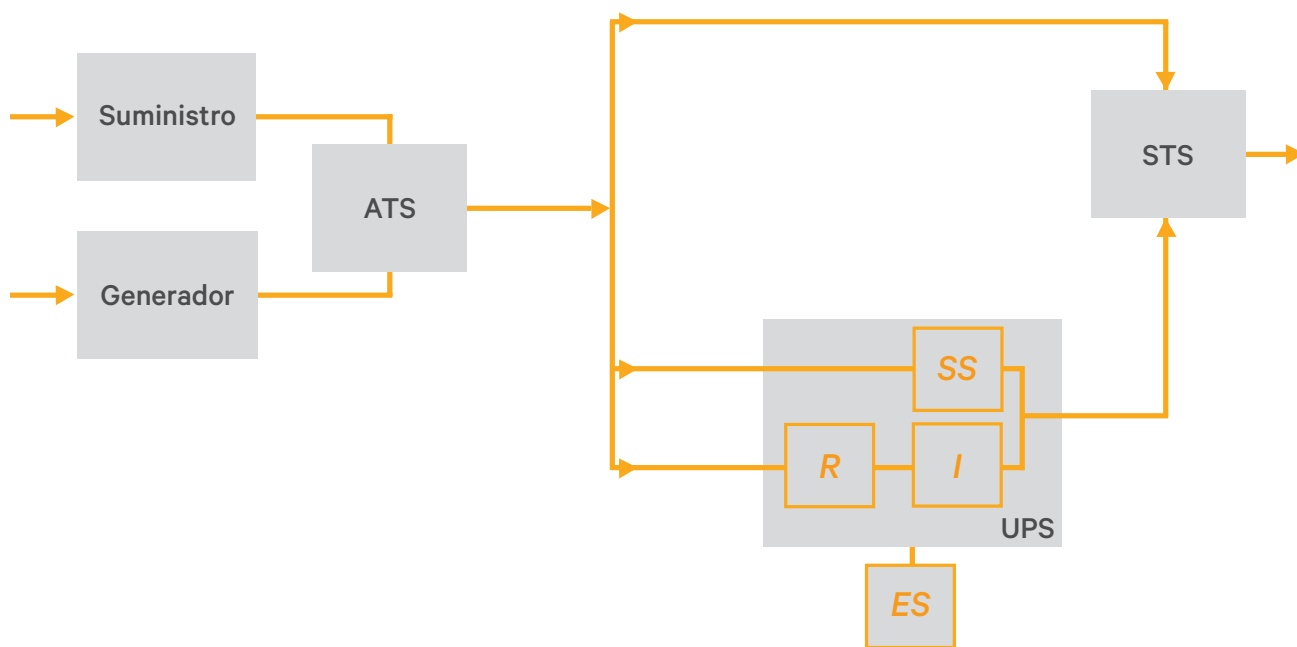 Suministro
ATS
STS
Generador
SS
R
I
UPS
ES